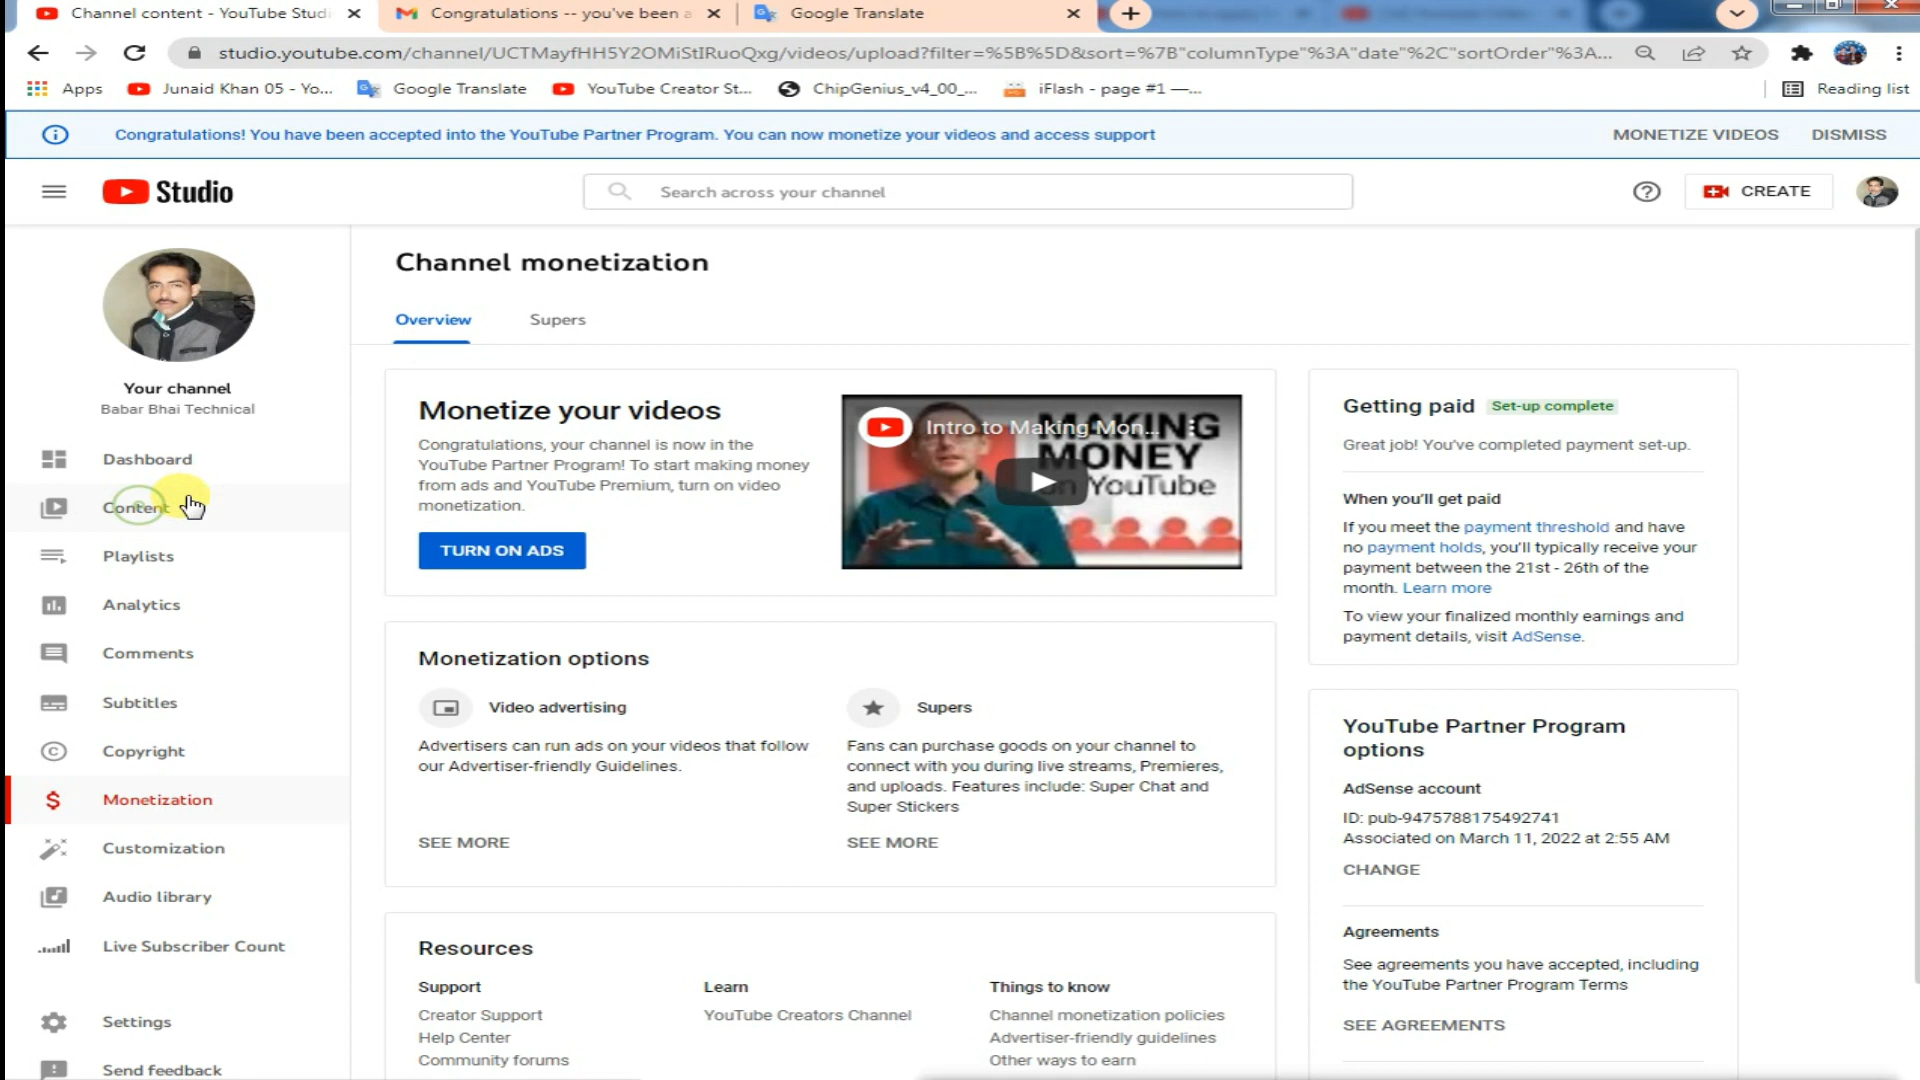 Channel content - YouTube Studi
Congratulations -- you've been a
Google Translate
studio.youtube.com/channel/UCTMayfHH5Y2OMiStIRuoQxg/videos/upload?filter=%5B%5D&sort=%7B"columnType"%3A"date"%2C"sortOrder"%3A...
Apps
Junaid Khan 05 - Yo...
Google Translate
YouTube Creator St...
ChipGenius_v4_00_...
iFlash - page #1 —...
Reading list
Congratulations! You have been accepted into the YouTube Partner Program. You can now monetize your videos and access support
MONETIZE VIDEOS
DISMISS
Studio
Search across your channel
CREATE
Your channel
Babar Bhai Technical
Dashboard
Content
Playlists
Analytics
Comments
Subtitles
Copyright
Monetization
Customization
Audio library
Live Subscriber Count
Settings
Send feedback
Channel monetization
Overview
Supers
Monetize your videos
Congratulations, your channel is now in the
YouTube Partner Program! To start making money
from ads and YouTube Premium, turn on video
monetization.
TURN ON ADS
Intro to Making Mon...
MAKING
MONEY
on YouTube
Monetization options
Video advertising
Advertisers can run ads on your videos that follow
our Advertiser-friendly Guidelines.
SEE MORE
Supers
Fans can purchase goods on your channel to
connect with you during live streams, Premieres,
and uploads. Features include: Super Chat and
Super Stickers
SEE MORE
Resources
Support
Creator Support
Help Center
Community forums
Learn
YouTube Creators Channel
Things to know
Channel monetization policies
Advertiser-friendly guidelines
Other ways to earn
Getting paid
Set-up complete
Great job! You've completed payment set-up.
When you'll get paid
If you meet the payment threshold and have
no payment holds, you'll typically receive your
payment between the 21st - 26th of the
month. Learn more
To view your finalized monthly earnings and
payment details, visit AdSense.
YouTube Partner Program
options
AdSense account
ID: pub-9475788175492741
Associated on March 11, 2022 at 2:55 AM
CHANGE
Agreements
See agreements you have accepted, including
the YouTube Partner Program Terms
SEE AGREEMENTS